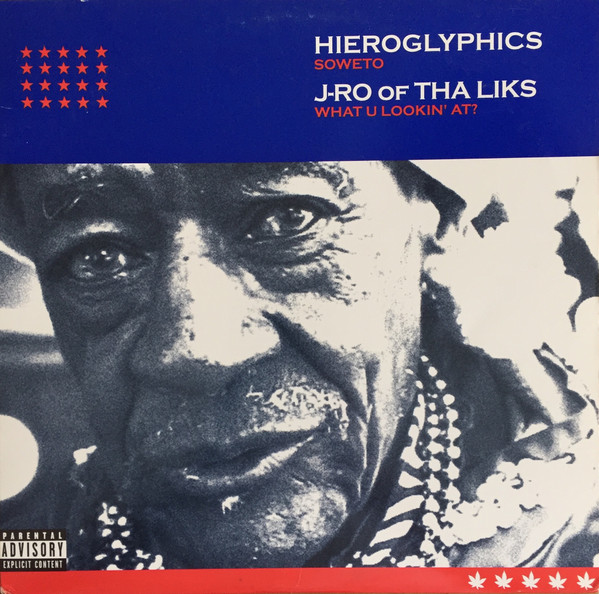 HIEROGLYPHICS
SOWETO
J-RO OF THA LIKS
WHAT U LOOKIN' AT?
PARENTAL
ADVISORY
EXPLICIT CONTENT